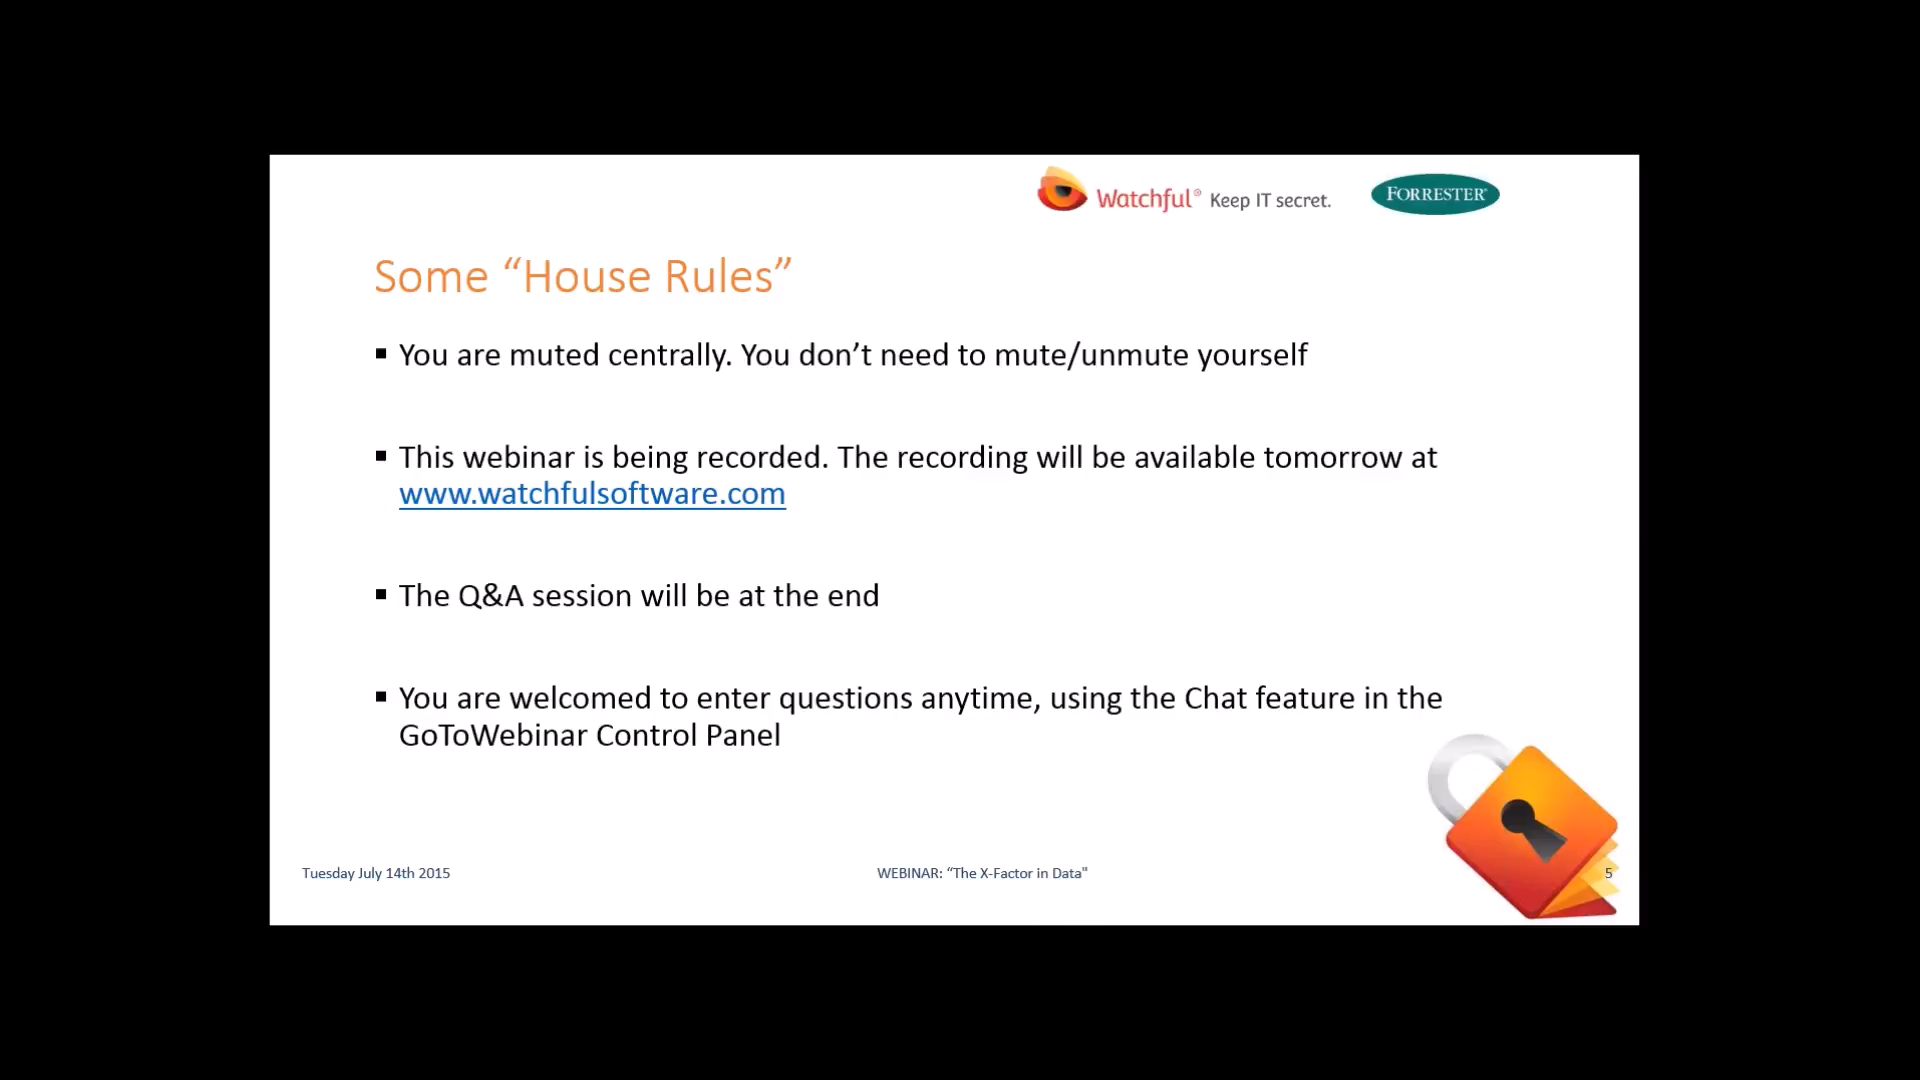 Watchful® Keep IT secret.
FORRESTER®
Some “House Rules”
▪ You are muted centrally. You don’t need to mute/unmute yourself
▪ This webinar is being recorded. The recording will be available tomorrow at
www.watchfulsoftware.com
▪ The Q&A session will be at the end
▪ You are welcomed to enter questions anytime, using the Chat feature in the
GoToWebinar Control Panel
Tuesday July 14th 2015
WEBINAR: “The X-Factor in Data"
5